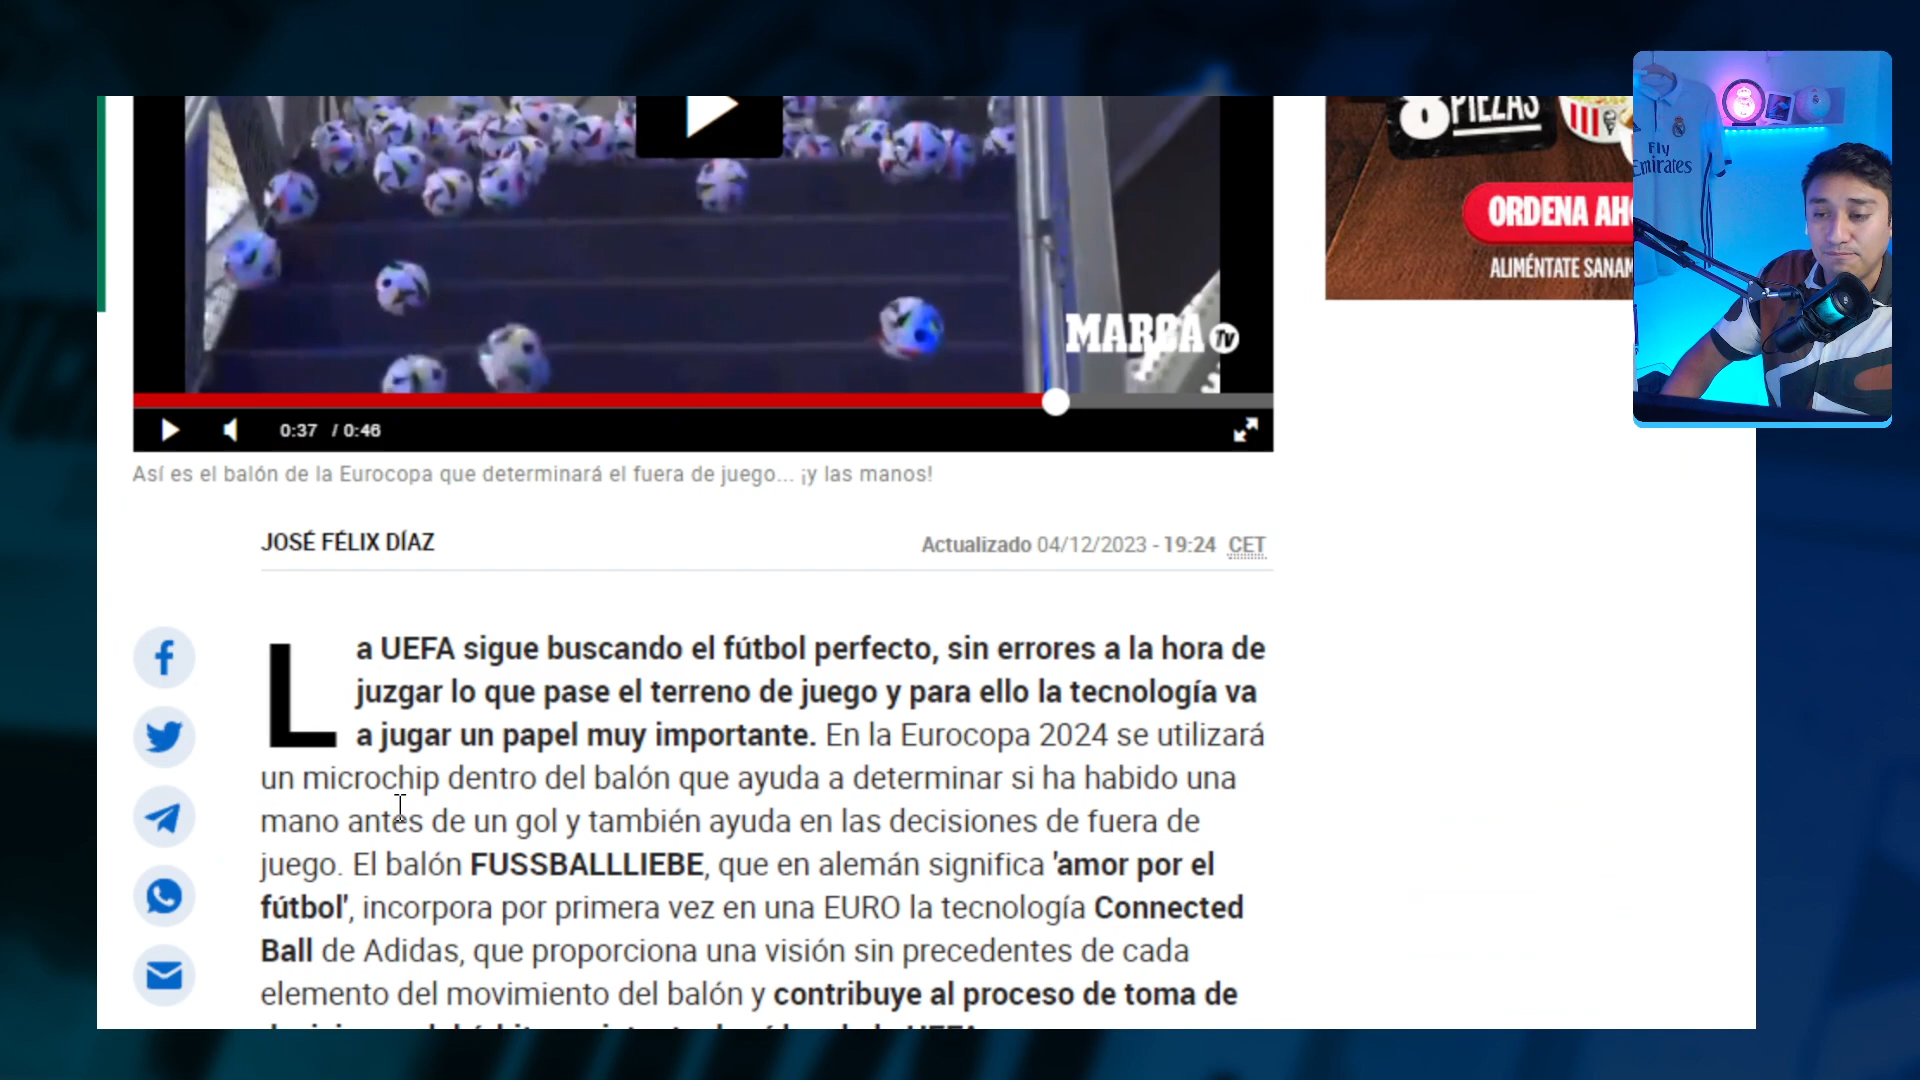 8 PIEZAS
ORDENA
ALIMÉNTATE
Fly
Emirates
MARCA TV
0:37 / 0:46
Así es el balón de la Eurocopa que determinará el fuera de juego... ¡y las manos!
JOSÉ FÉLIX DÍAZ
Actualizado 04/12/2023 - 19:24 CET
La UEFA sigue buscando el fútbol perfecto, sin errores a la hora de
juzgar lo que pase el terreno de juego y para ello la tecnología va
a jugar un papel muy importante. En la Eurocopa 2024 se utilizará
un microchip dentro del balón que ayuda a determinar si ha habido una
mano antes de un gol y también ayuda en las decisiones de fuera de
juego. El balón FUSSBALLLIEBE, que en alemán significa 'amor por el
fútbol', incorpora por primera vez en una EURO la tecnología Connected
Ball de Adidas, que proporciona una visión sin precedentes de cada
elemento del movimiento del balón y contribuye al proceso de toma de